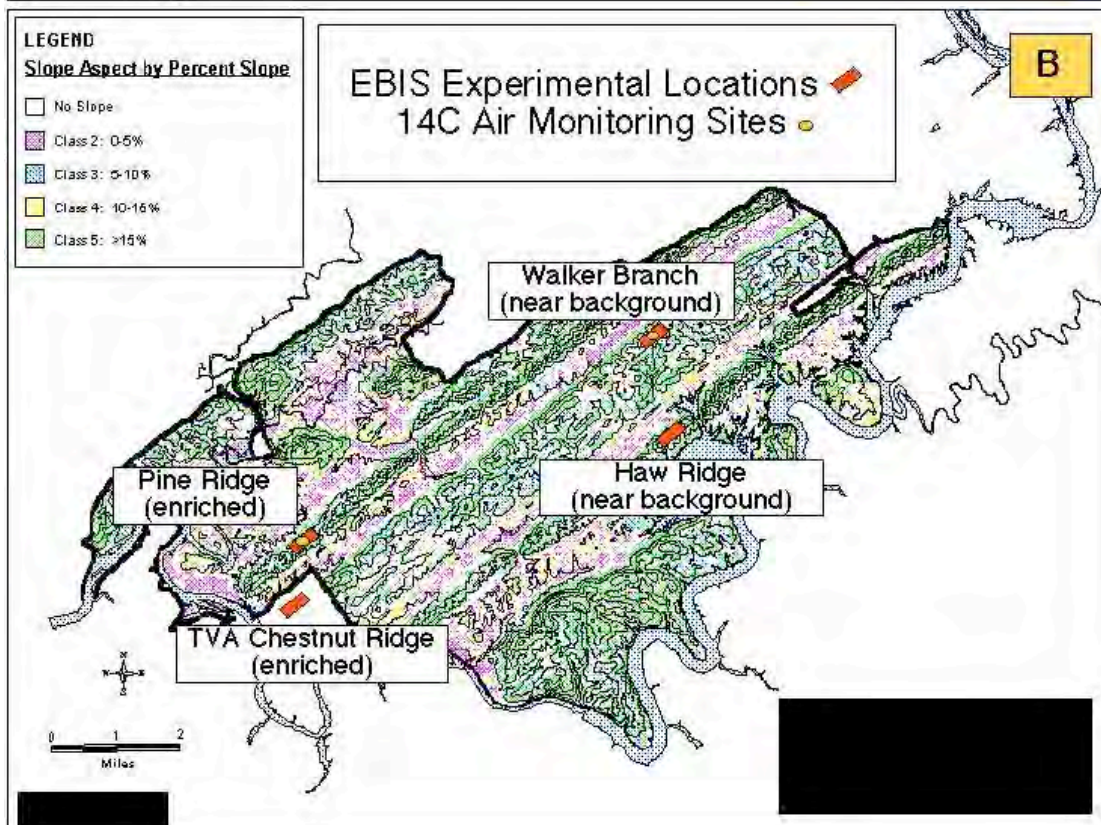 LEGEND
Slope Aspect by Percent Slope
No Slope
Class 2: 0-5%
Class 3: 5-10%
Class 4: 10-15%
Class 5: >15%
EBIS Experimental Locations
14C Air Monitoring Sites
B
Walker Branch
(near background)
Pine Ridge
(enriched)
Haw Ridge
(near background)
TVA Chestnut Ridge
(enriched)
0 1 2
Miles